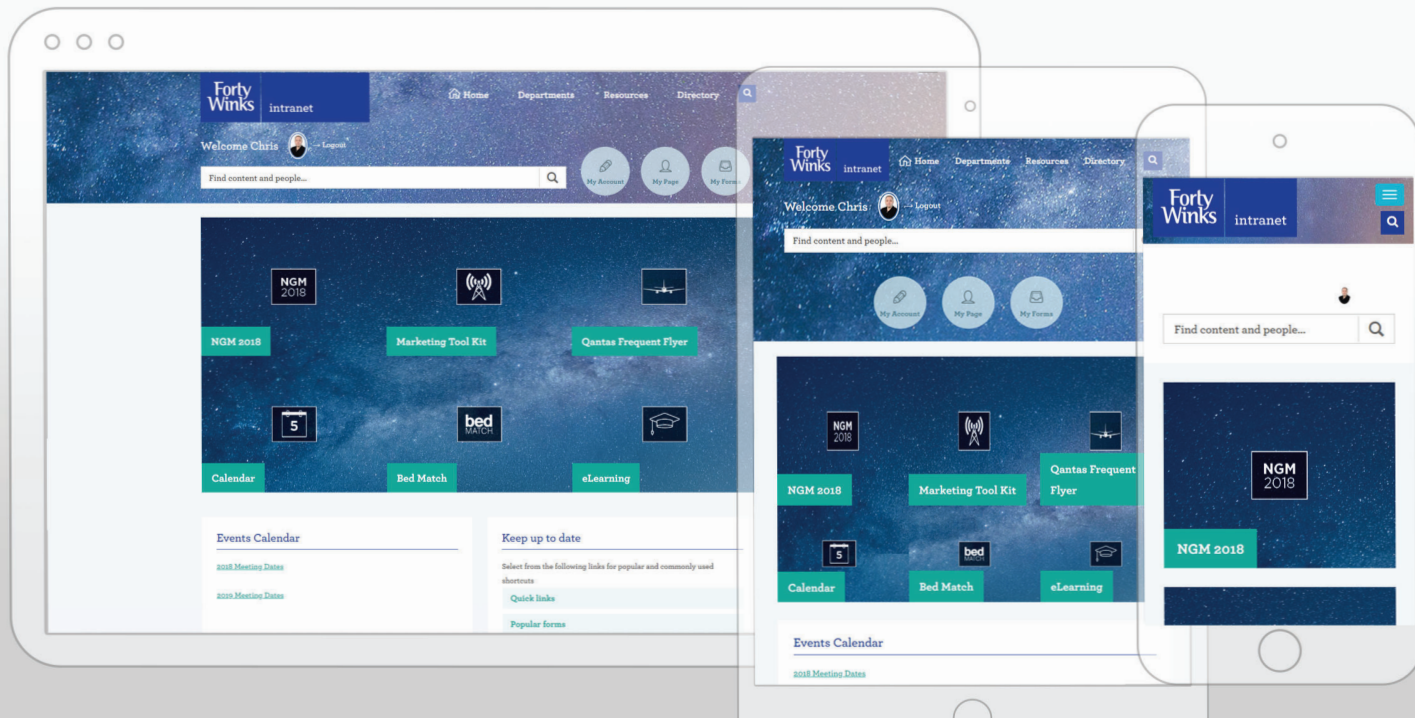 Forty
Winks
intranet
Home Departments Resources Directory
Welcome Chris → Logout
Find content and people...
My Account My Page My Forms
NGM
2018
NGM 2018 Marketing Tool Kit Qantas Frequent Flyer
5
bed
MATCH
Calendar Bed Match eLearning
Events Calendar
2018 Meeting Dates
2019 Meeting Dates
Keep up to date
Select from the following links for popular and commonly used
shortcuts
Quick links
Popular forms
Forty
Winks
intranet
Home Departments Resources Directory
Welcome Chris → Logout
Find content and people...
My Account My Page My Forms
NGM
2018
NGM 2018 Marketing Tool Kit
Qantas Frequent
Flyer
5
bed
MATCH
Calendar Bed Match eLearning
Events Calendar
2018 Meeting Dates
Forty
Winks
intranet
Find content and people...
NGM
2018
NGM 2018